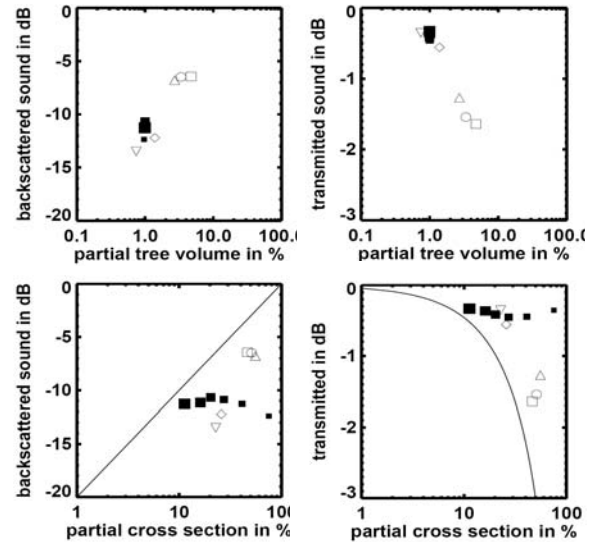 backscattered sound in dB
0
-5
-10
-15
-20
0.1 1.0 10.0 100.0
partial tree volume in %
transmitted sound in dB
0
-1
-2
-3
0.1 1.0 10.0 100.0
partial tree volume in %
backscattered sound in dB
0
-5
-10
-15
-20
1 10 100
partial cross section in %
transmitted in dB
0
-1
-2
-3
1 10 100
partial cross section in %